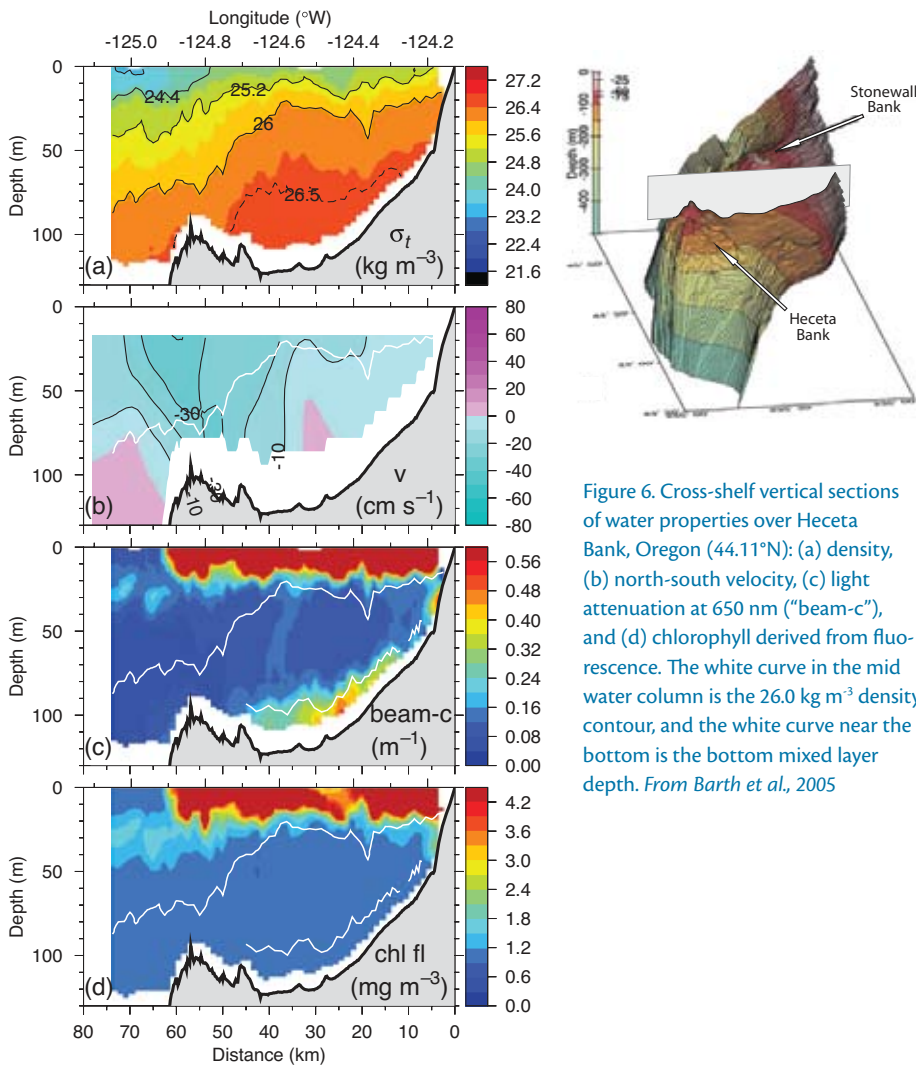 Longitude (°W)
-125.0 -124.8 -124.6 -124.4 -124.2
0
50
100
Depth (m)
24.4
25.2
26
26.5
(a)
σt
(kg m−3)
27.2
26.4
25.6
24.8
24.0
23.2
22.4
21.6
0
50
100
Depth (m)
-30
-10
-10
(b)
v
(cm s−1)
80
60
40
20
0
-20
-40
-60
-80
0
50
100
Depth (m)
(c)
beam-c
(m−1)
0.56
0.48
0.40
0.32
0.24
0.16
0.08
0.00
0
50
100
Depth (m)
(d)
chl fl
(mg m−3)
4.2
3.6
3.0
2.4
1.8
1.2
0.6
0.0
80 70 60 50 40 30 20 10 0
Distance (km)
0
-100
-200
-300
-400
Depth (m)
Stonewall
Bank
Heceta
Bank
Figure 6. Cross-shelf vertical sections
of water properties over Heceta
Bank, Oregon (44.11°N): (a) density,
(b) north-south velocity, (c) light
attenuation at 650 nm (“beam-c”),
and (d) chlorophyll derived from fluo-
rescence. The white curve in the mid
water column is the 26.0 kg m-3 density
contour, and the white curve near the
bottom is the bottom mixed layer
depth. From Barth et al., 2005